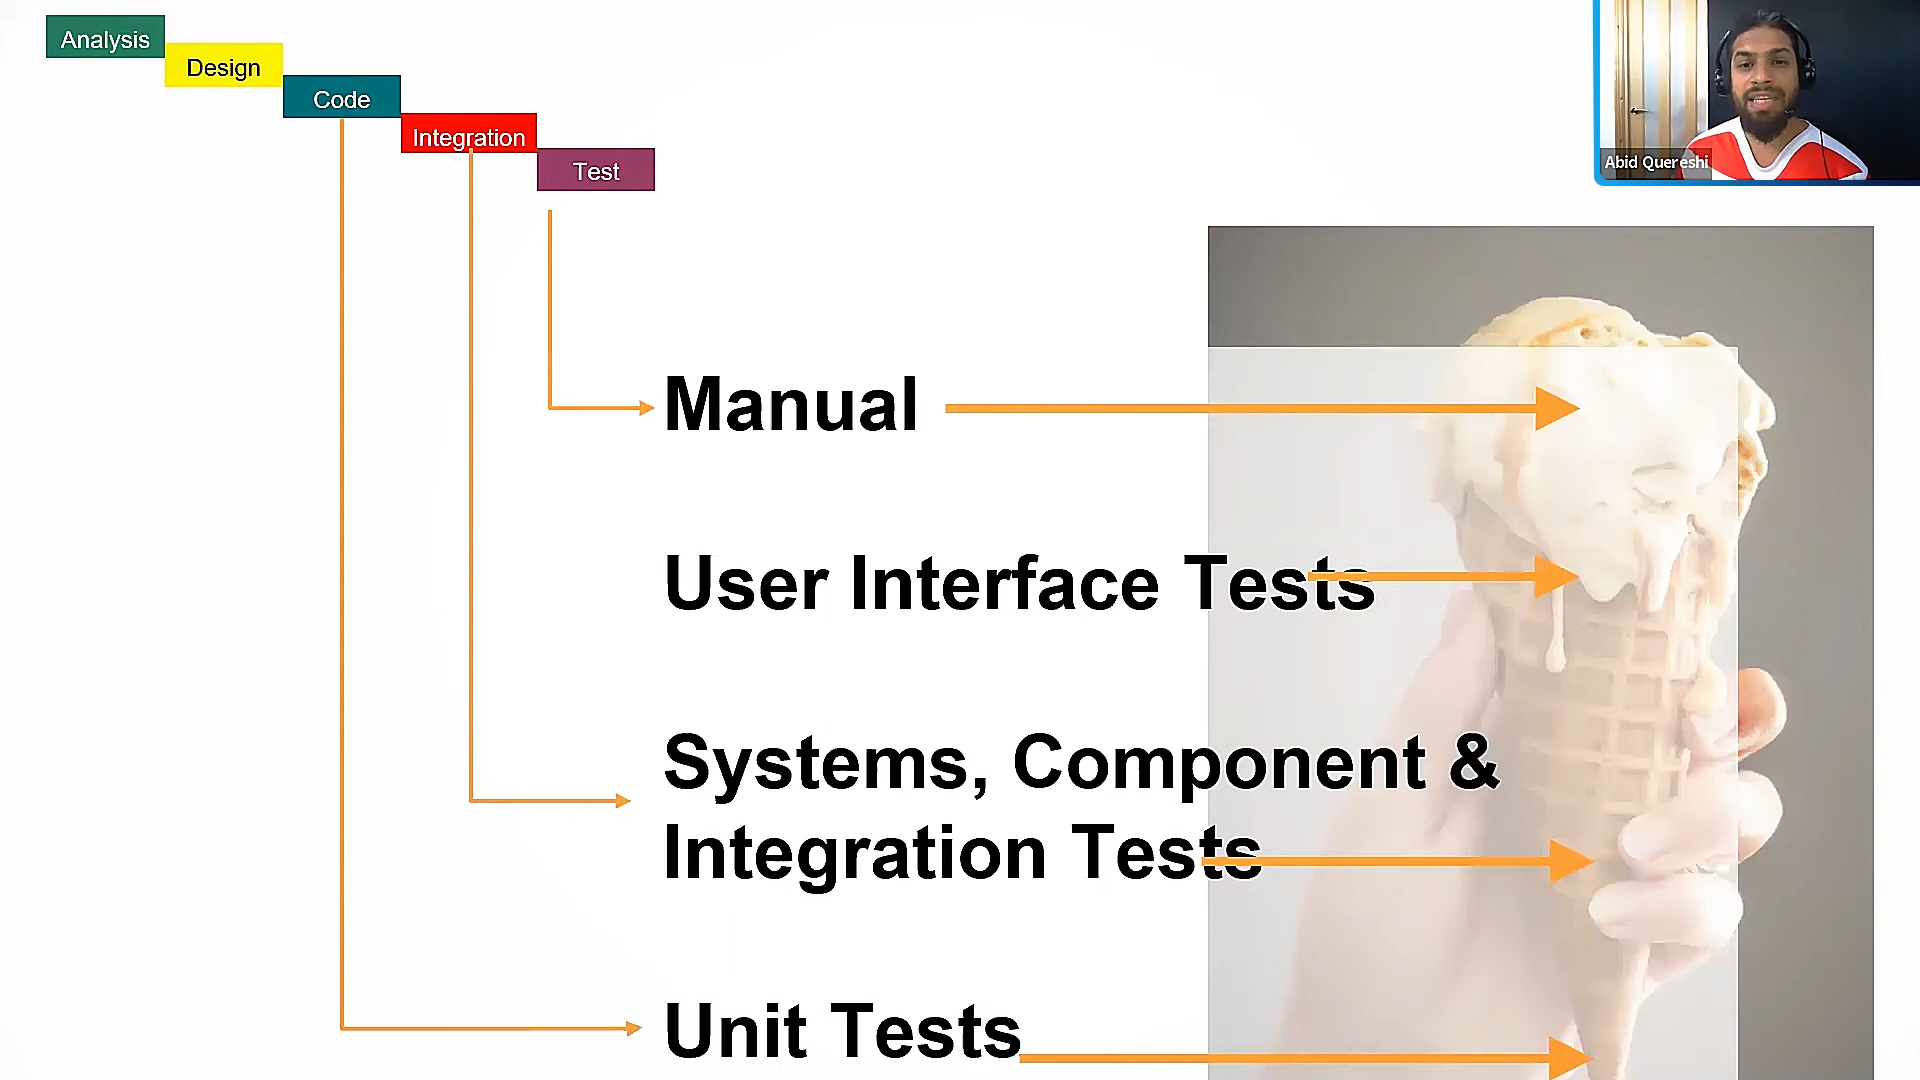 Analysis
Design
Code
Integration
Test
Abid Quereshi
Manual
User Interface Tests
Systems, Component &
Integration Tests
Unit Tests